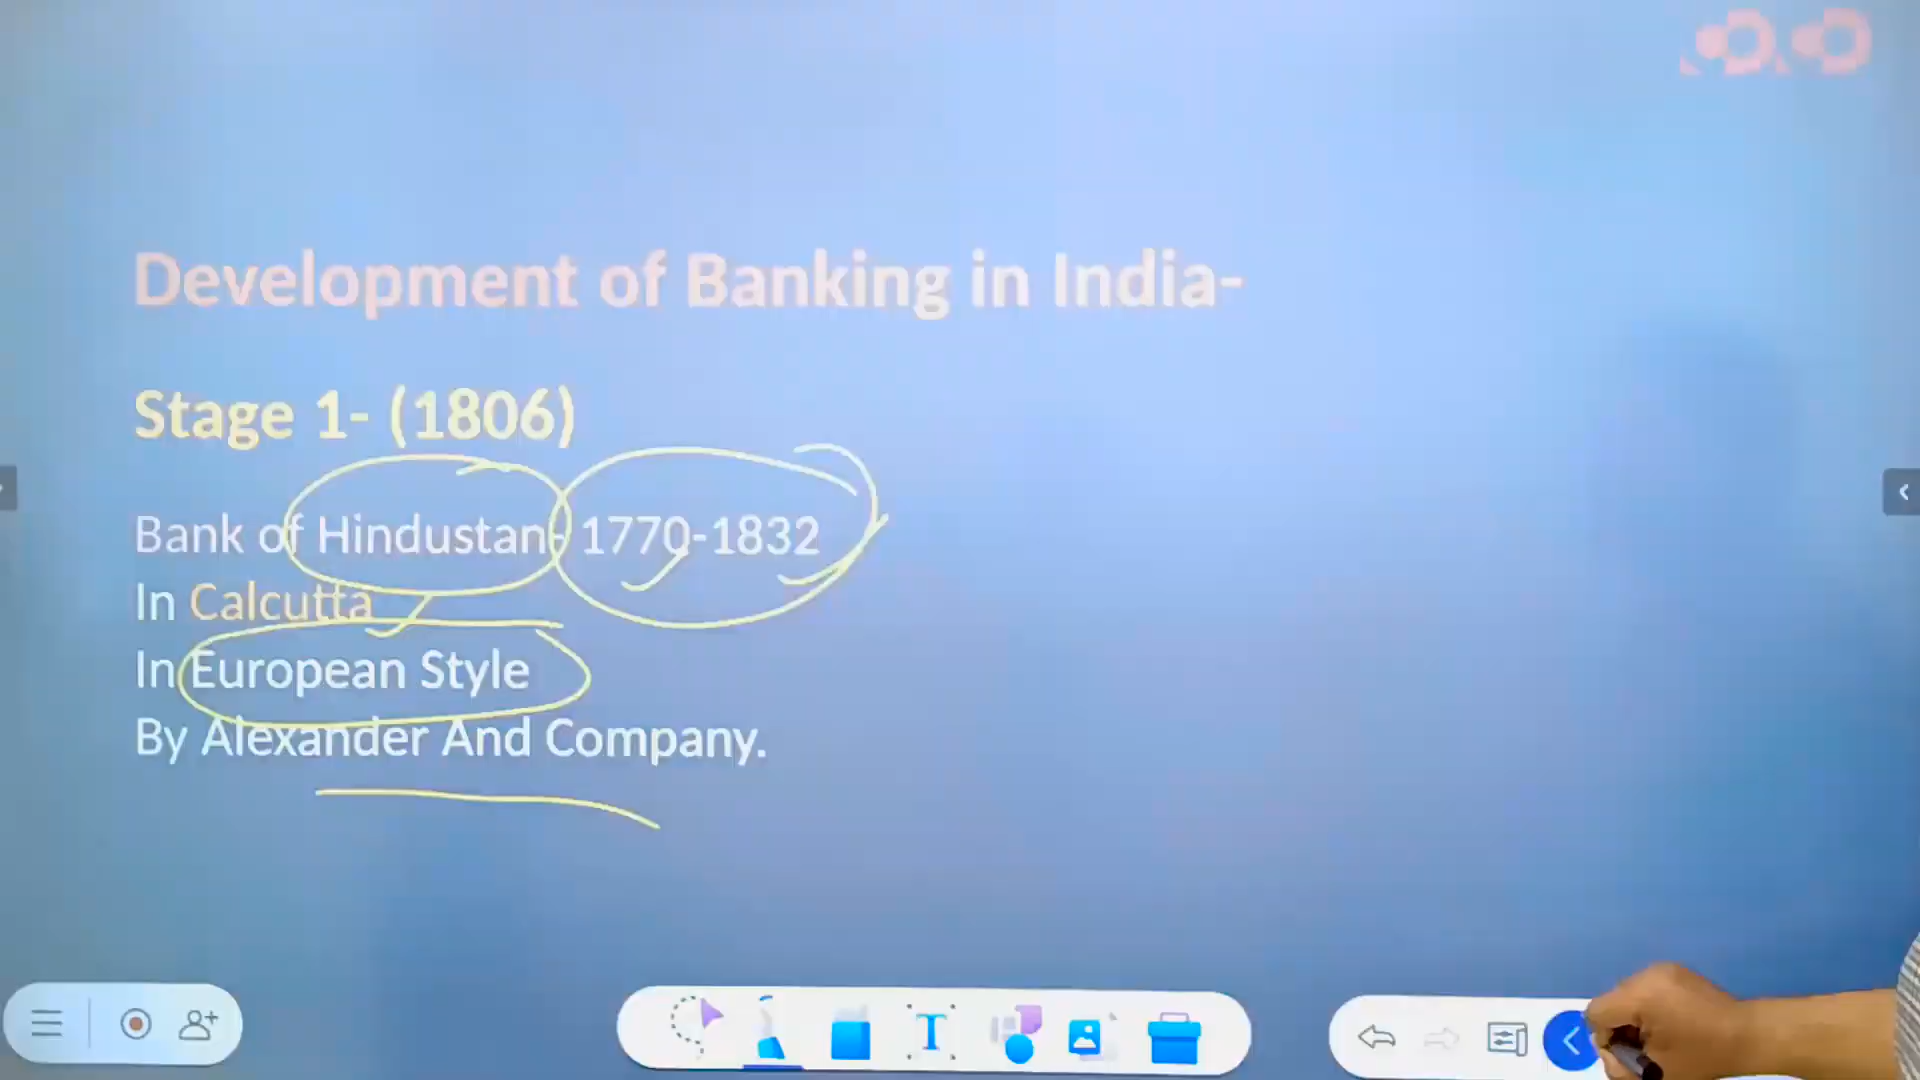 Development of Banking in India-
Stage 1- (1806)
Bank of Hindustan- 1770-1832
In Calcutta
In European Style
By Alexander And Company.